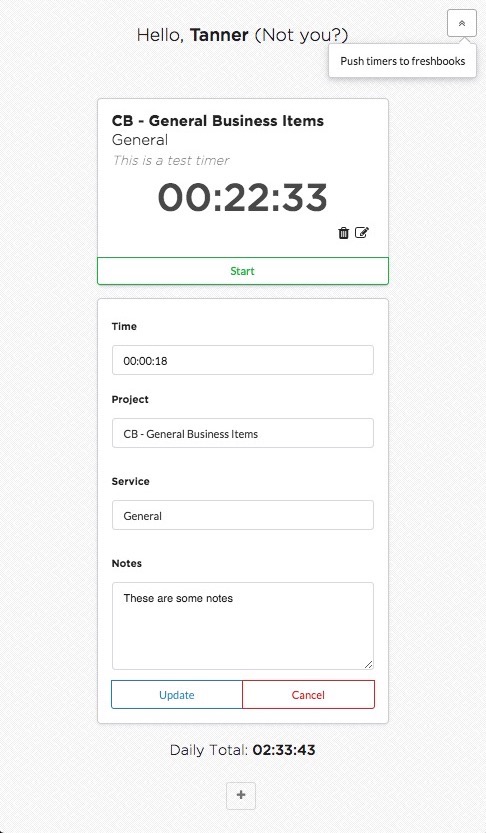 Hello, Tanner (Not you?)
Push timers to freshbooks
CB - General Business Items
General
This is a test timer
00:22:33
Start
Time
00:00:18
Project
CB - General Business Items
Service
General
Notes
These are some notes
Update
Cancel
Daily Total: 02:33:43
+